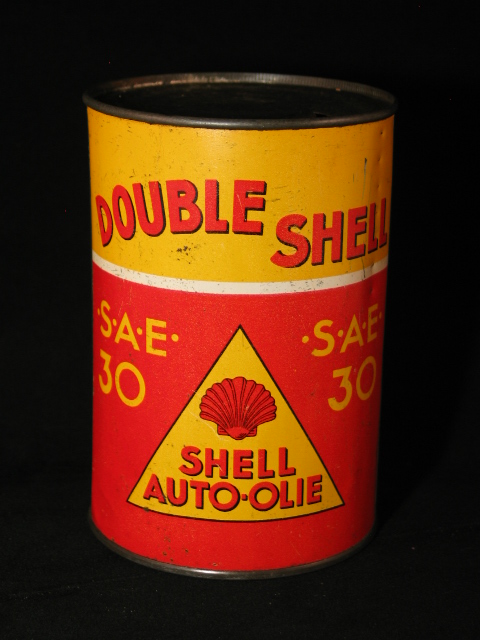 DOUBLE SHELL
·S·A·E· ·S·A·E·
30 30
SHELL
AUTO·OLIE